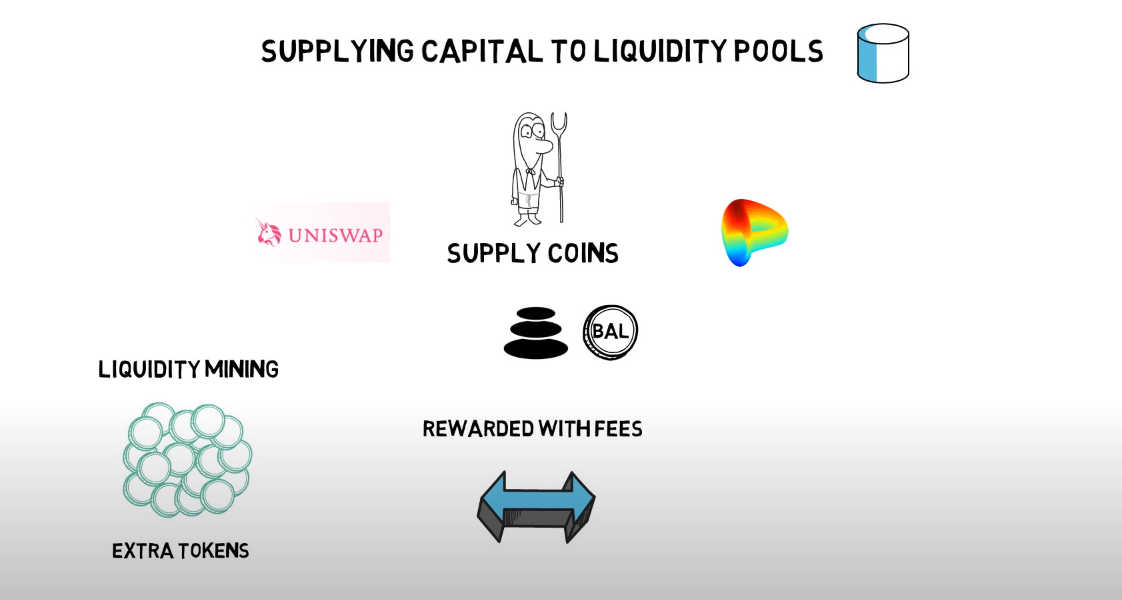 SUPPLYING CAPITAL TO LIQUIDITY POOLS
UNISWAP
SUPPLY COINS
BAL
LIQUIDITY MINING
REWARDED WITH FEES
EXTRA TOKENS